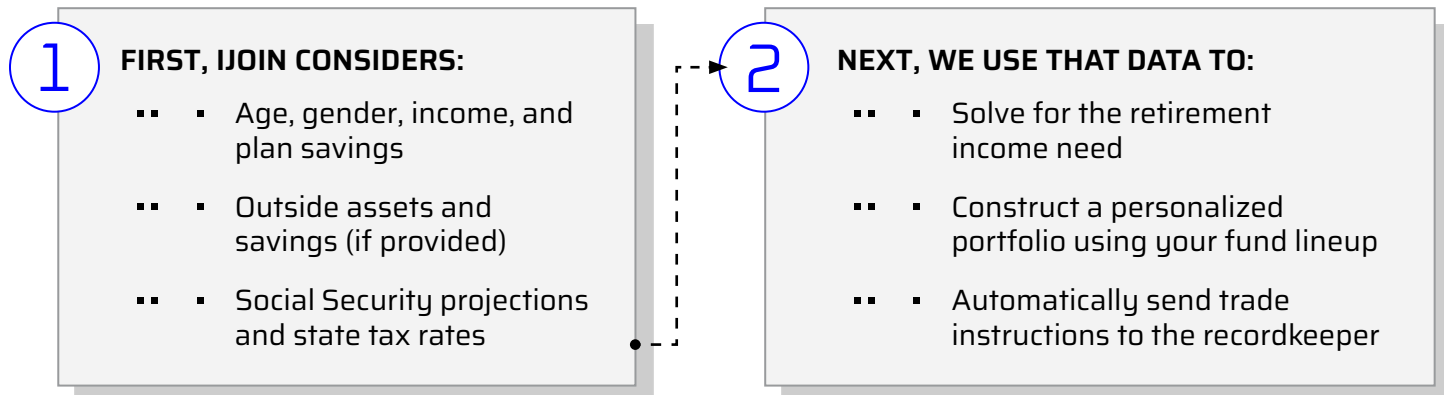 1
FIRST, IJOIN CONSIDERS:
▪▪ ▪ Age, gender, income, and
plan savings
▪▪ ▪ Outside assets and
savings (if provided)
▪▪ ▪ Social Security projections
and state tax rates
2
NEXT, WE USE THAT DATA TO:
▪▪ ▪ Solve for the retirement
income need
▪▪ ▪ Construct a personalized
portfolio using your fund lineup
▪▪ ▪ Automatically send trade
instructions to the recordkeeper